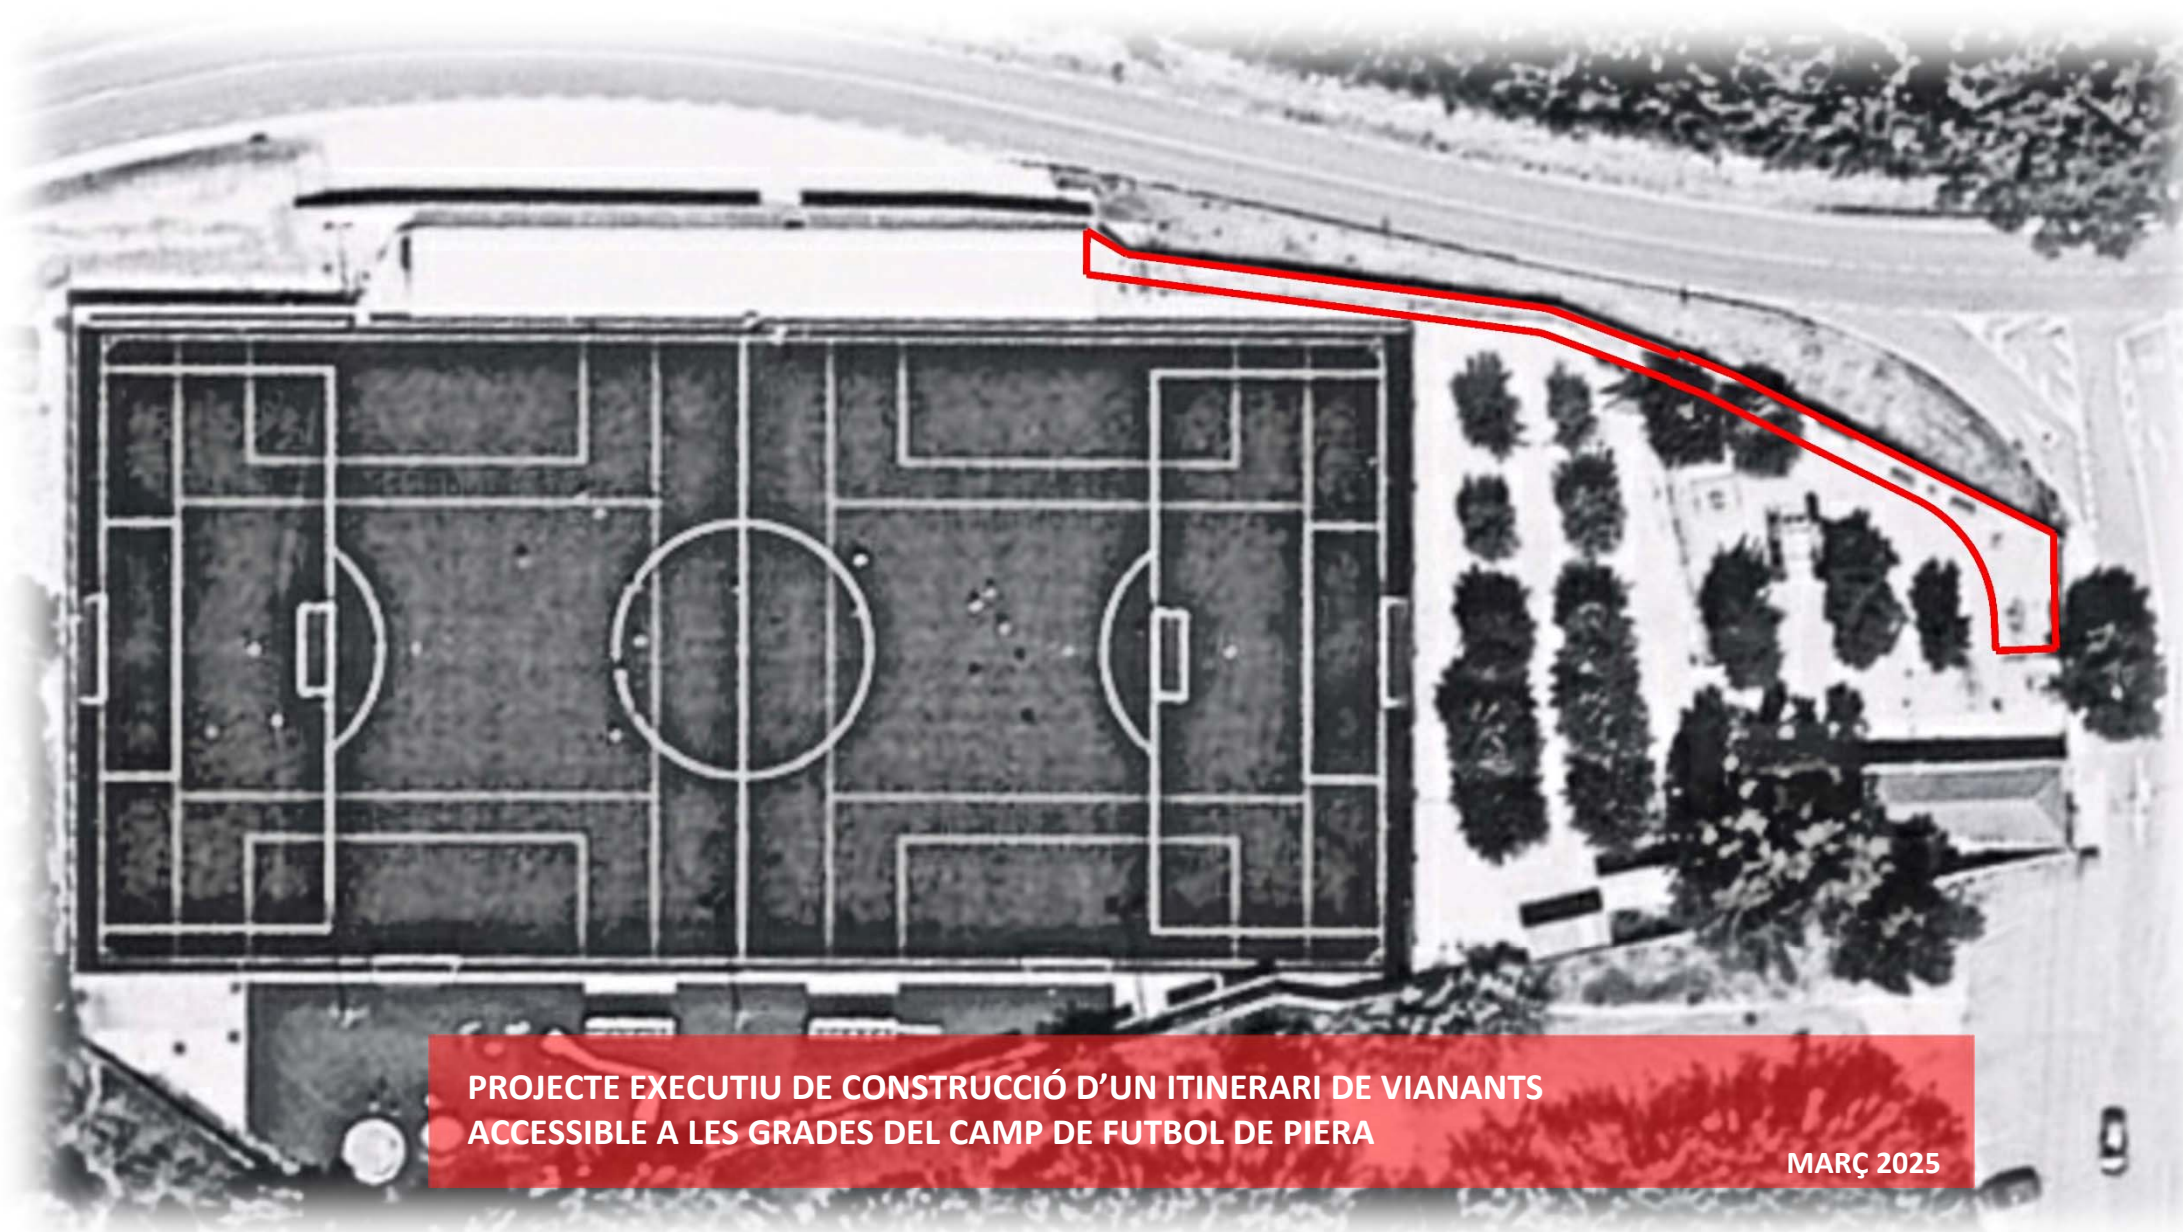 PROJECTE EXECUTIU DE CONSTRUCCIÓ D’UN ITINERARI DE VIANANTS
ACCESSIBLE A LES GRADES DEL CAMP DE FUTBOL DE PIERA
MARÇ 2025